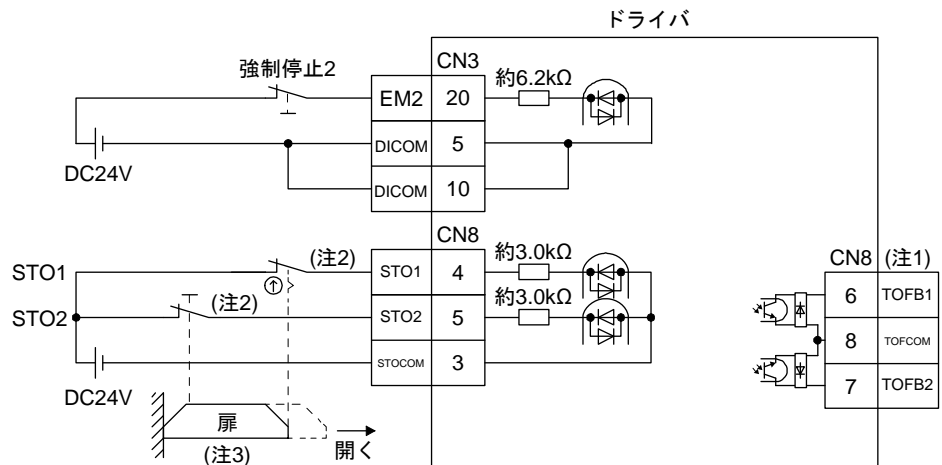 ドライバ
CN3
強制停止2
EM2 20 約6.2kΩ
DICOM 5
DC24V
DICOM 10
CN8
STO1 (注2) STO1 4 約3.0kΩ
CN8 (注1)
STO2 (注2) STO2 5 約3.0kΩ
6 TOFB1
STOCOM 3
8 TOFCOM
DC24V
7 TOFB2
扉
(注3)
開く